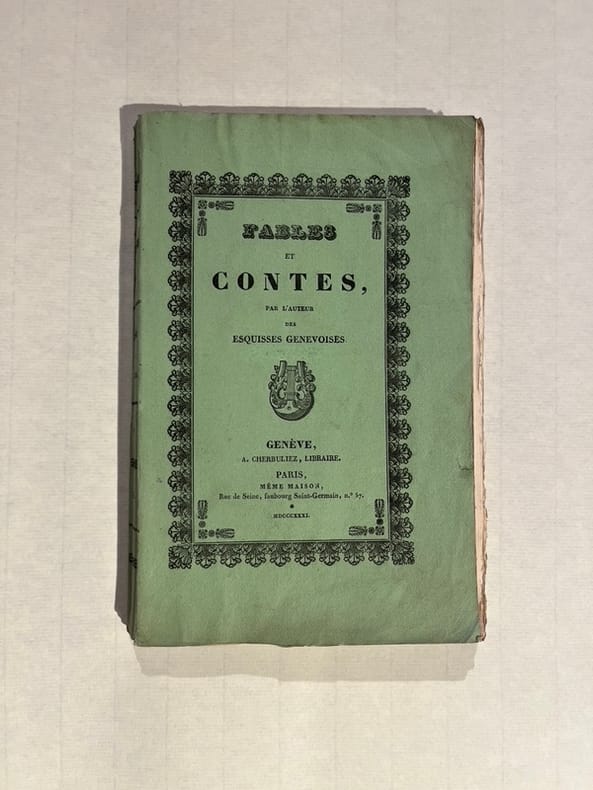 FABLES
ET
CONTES,
PAR L'AUTEUR
DES
ESQUISSES GENEVOISES.
GENÈVE,
A. CHERBULIEZ, LIBRAIRE.
PARIS,
MÊME MAISON,
Rue de Seine, faubourg Saint-Germain, n.º 57.
MDCCCXXXI.